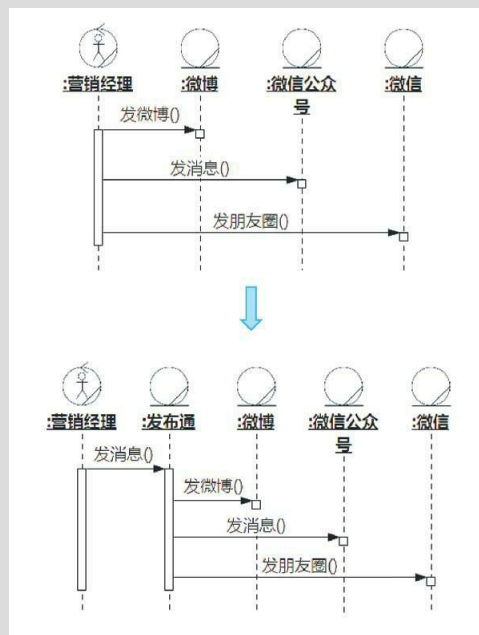 :营销经理
:微博
:微信公众
号
:微信
发微博()
发消息()
发朋友圈()
:营销经理
:发布通
:微博
:微信公众
号
:微信
发消息()
发微博()
发消息()
发朋友圈()